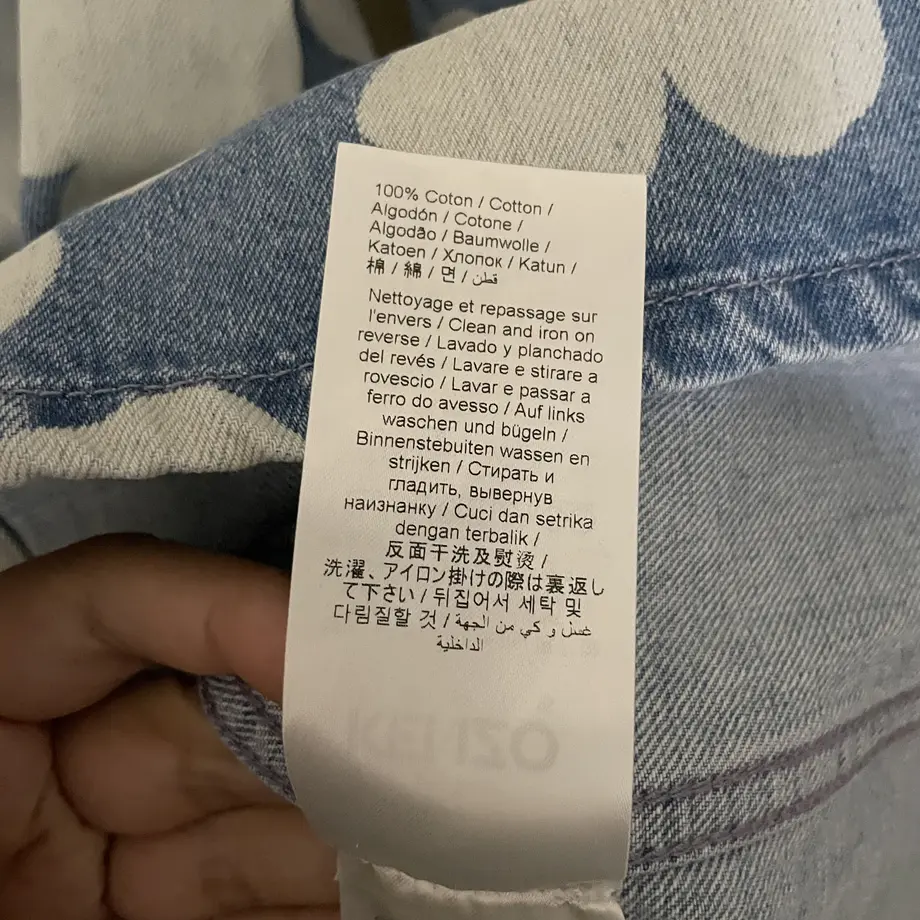 100% Coton / Cotton /
Algodón / Cotone /
Algodão / Baumwolle /
Katoen / Хлопок / Katun /
棉 / 綿 / 면 / قطن
Nettoyage et repassage sur
l'envers / Clean and iron on
reverse / Lavado y planchado
del revés / Lavare e stirare a
rovescio / Lavar e passar a
ferro do avesso / Auf links
waschen und bügeln /
Binnenstebuiten wassen en
strijken / Стирать и
гладить, вывернув
наизнанку / Cuci dan setrika
dengan terbalik /
反面干洗及熨烫 /
洗濯、アイロン掛けの際は裏返し
て下さい / 뒤집어서 세탁 및
다림질할 것 / غسل و كي من الجهة
الداخلية